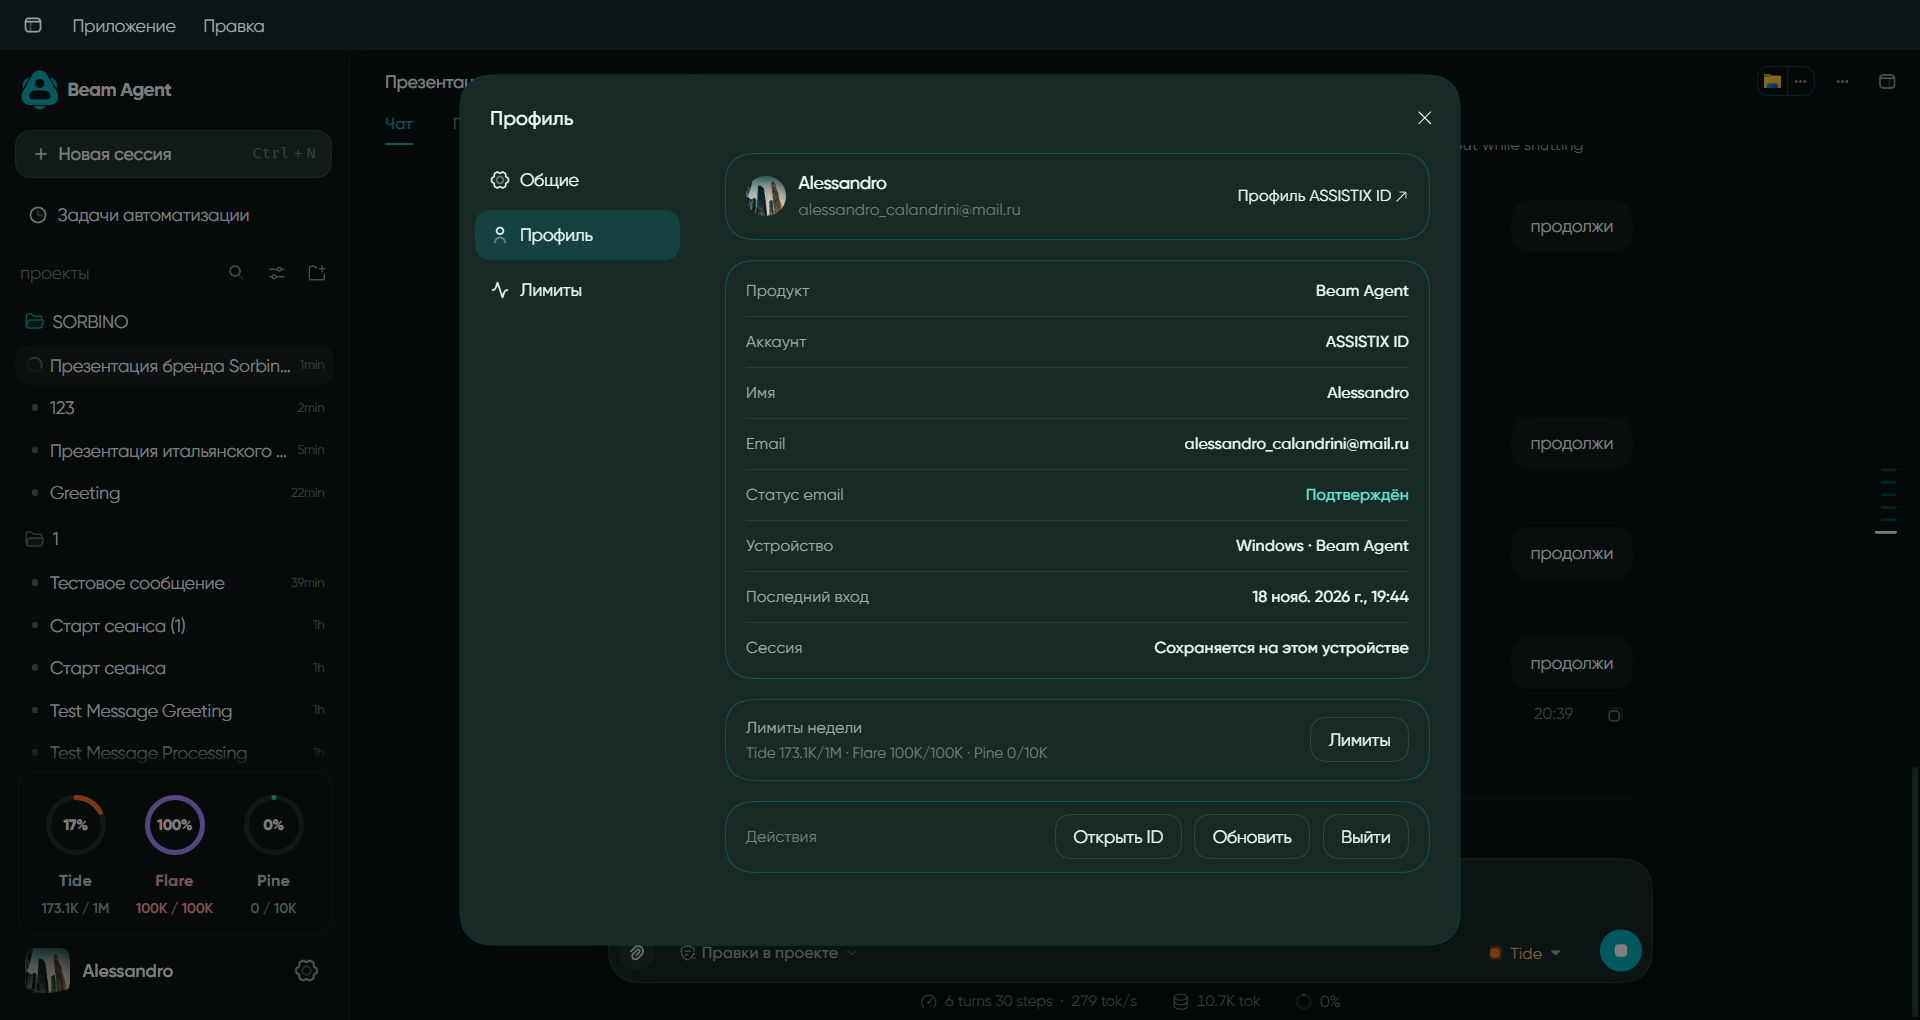 Приложение Правка
Beam Agent
Новая сессия Ctrl + N
Задачи автоматизации
проекты
SORBINO
Презентация бренда Sorbin... 1min
123 2min
Презентация итальянского ... 5min
Greeting 22min
1
Тестовое сообщение 39min
Старт сеанса (1) 1h
Старт сеанса 1h
Test Message Greeting 1h
Test Message Processing 1h
17% 100% 0%
Tide Flare Pine
173.1K / 1M 100K / 100K 0 / 10K
Alessandro
Чат
Профиль
Общие
Профиль
Лимиты
Alessandro
alessandro_calandrini@mail.ru
Профиль ASSISTIX ID
Продукт Beam Agent
Аккаунт ASSISTIX ID
Имя Alessandro
Email alessandro_calandrini@mail.ru
Статус email Подтверждён
Устройство Windows · Beam Agent
Последний вход 18 нояб. 2026 г., 19:44
Сессия Сохраняется на этом устройстве
Лимиты недели
Tide 173.1K/1M · Flare 100K/100K · Pine 0/10K
Лимиты
Действия Открыть ID Обновить Выйти
while shutting
продолжи
продолжи
продолжи
продолжи
20:39
Правки в проекте Tide
6 turns 30 steps · 279 tok/s 10.7K tok 0%